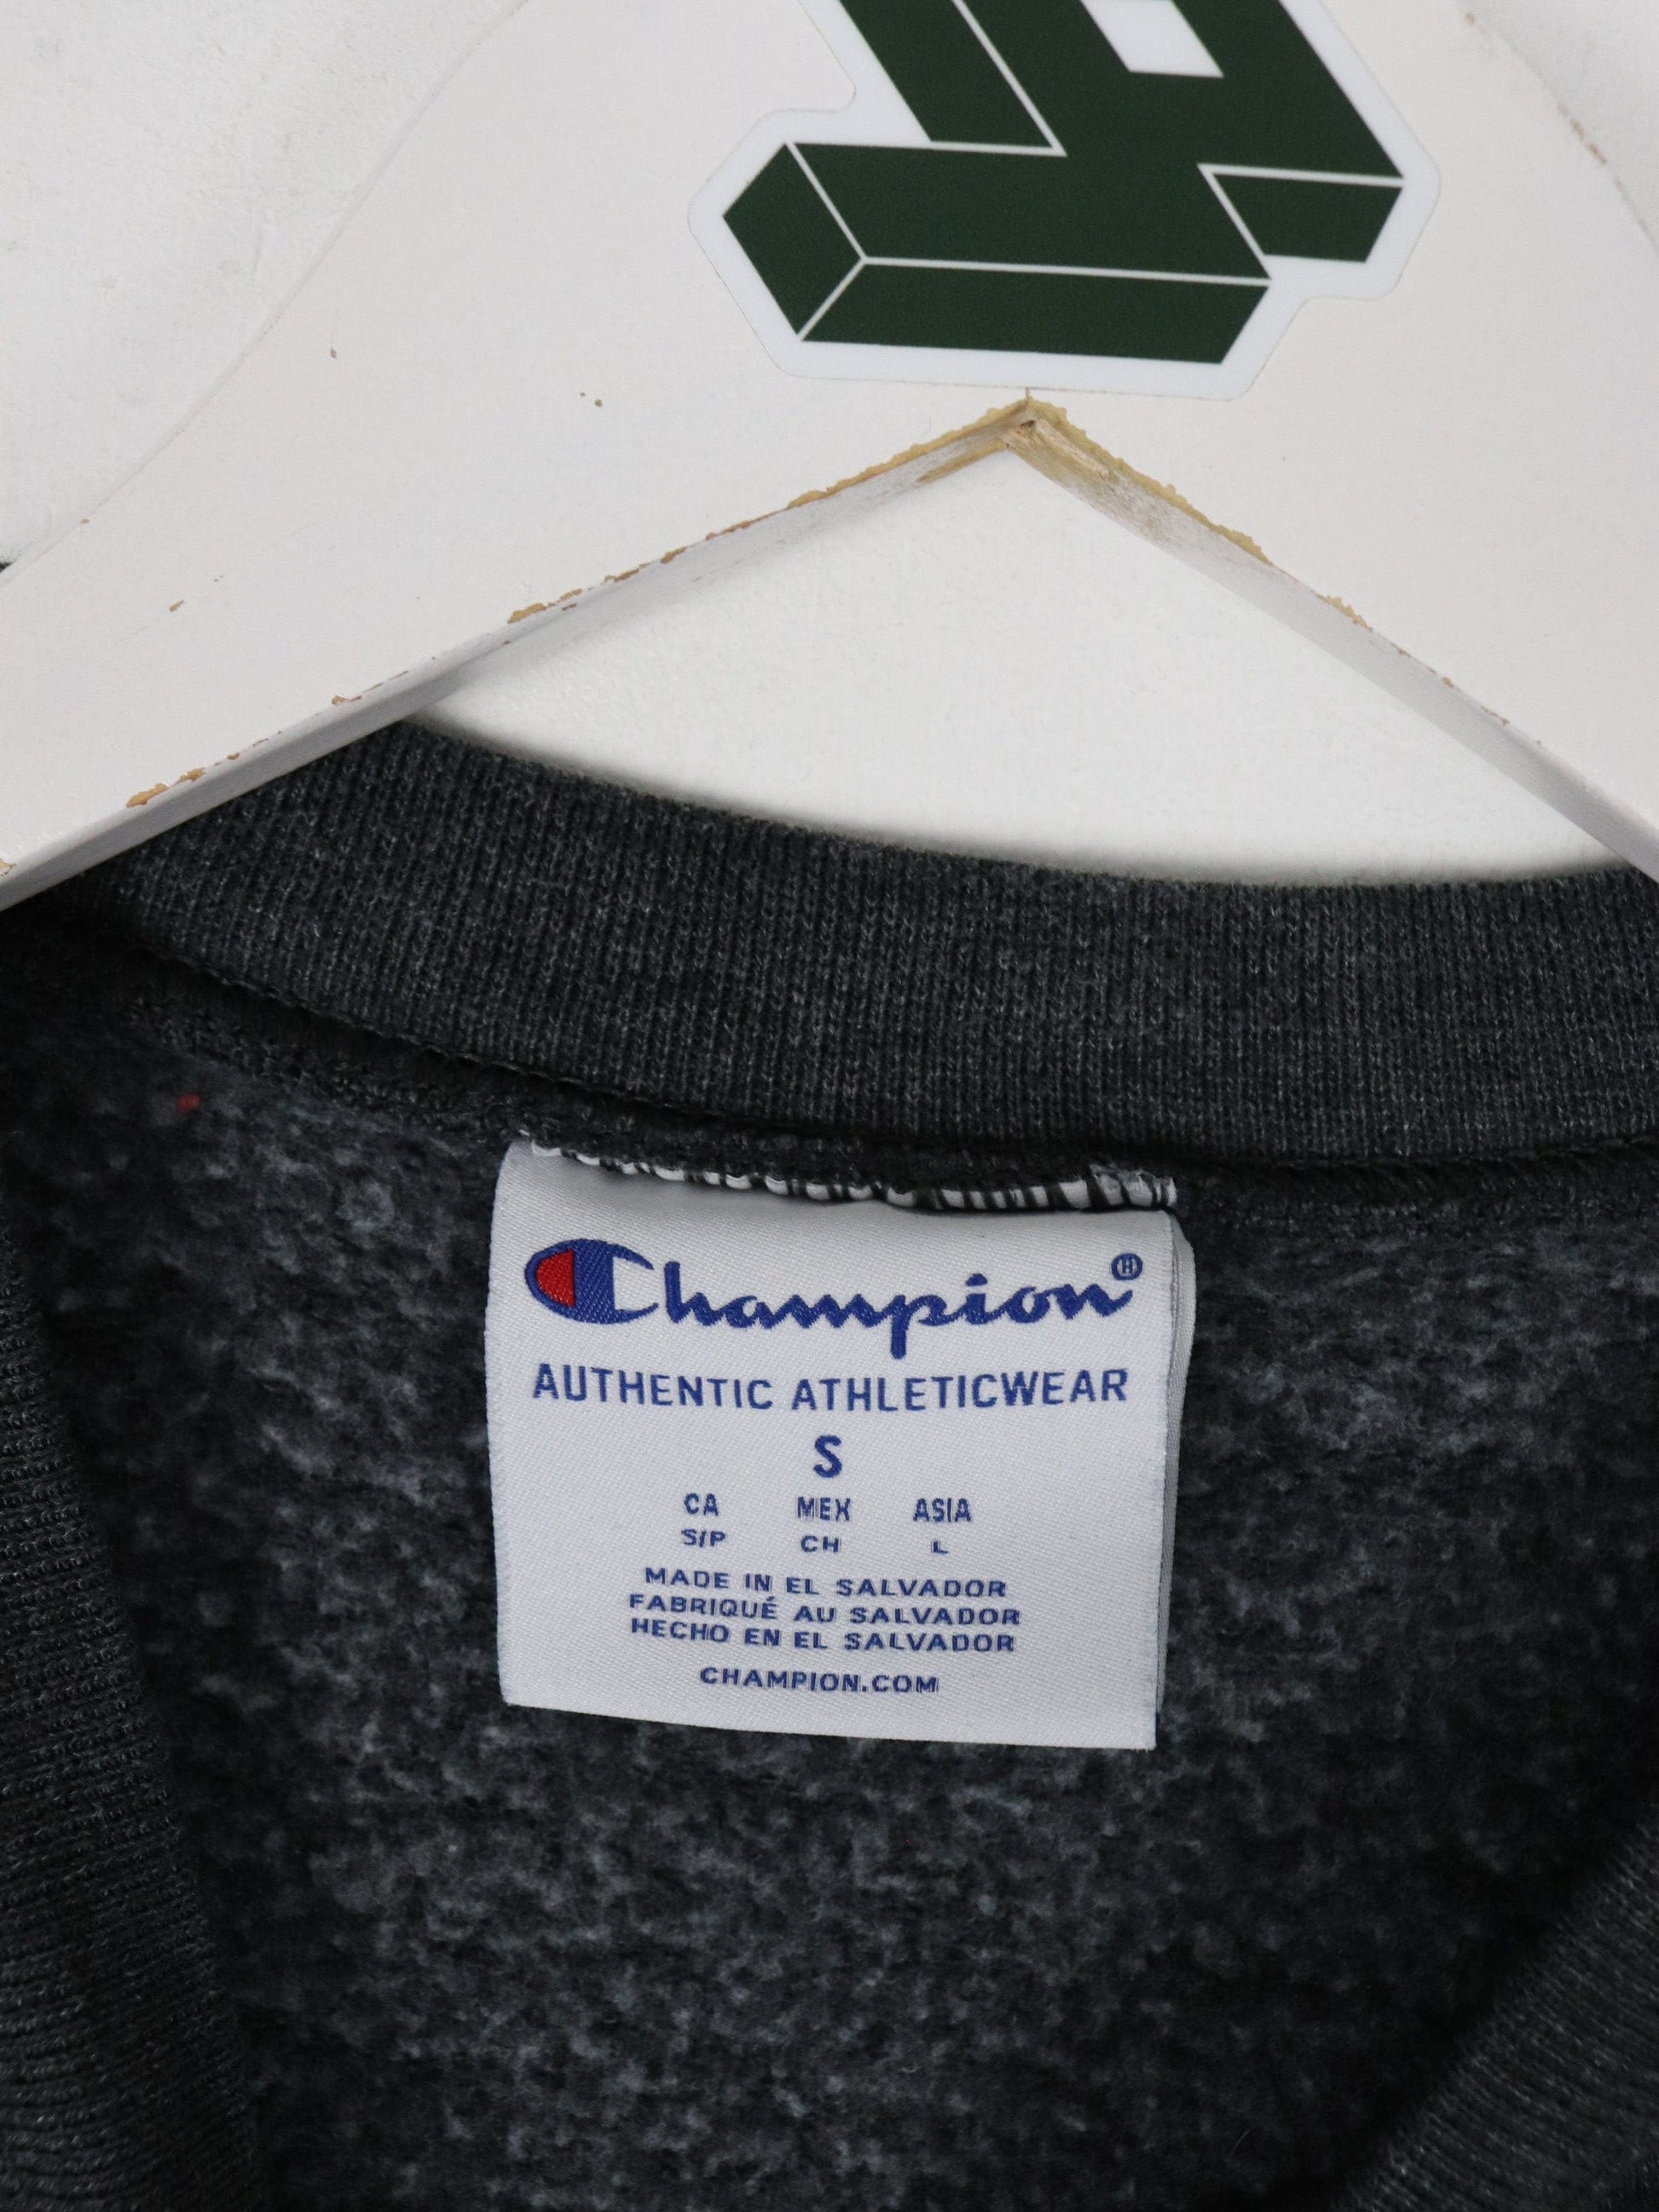 Champion®
AUTHENTIC ATHLETICWEAR
S
CA MEX ASIA
S/P CH L
MADE IN EL SALVADOR
FABRIQUÉ AU SALVADOR
HECHO EN EL SALVADOR
CHAMPION.COM